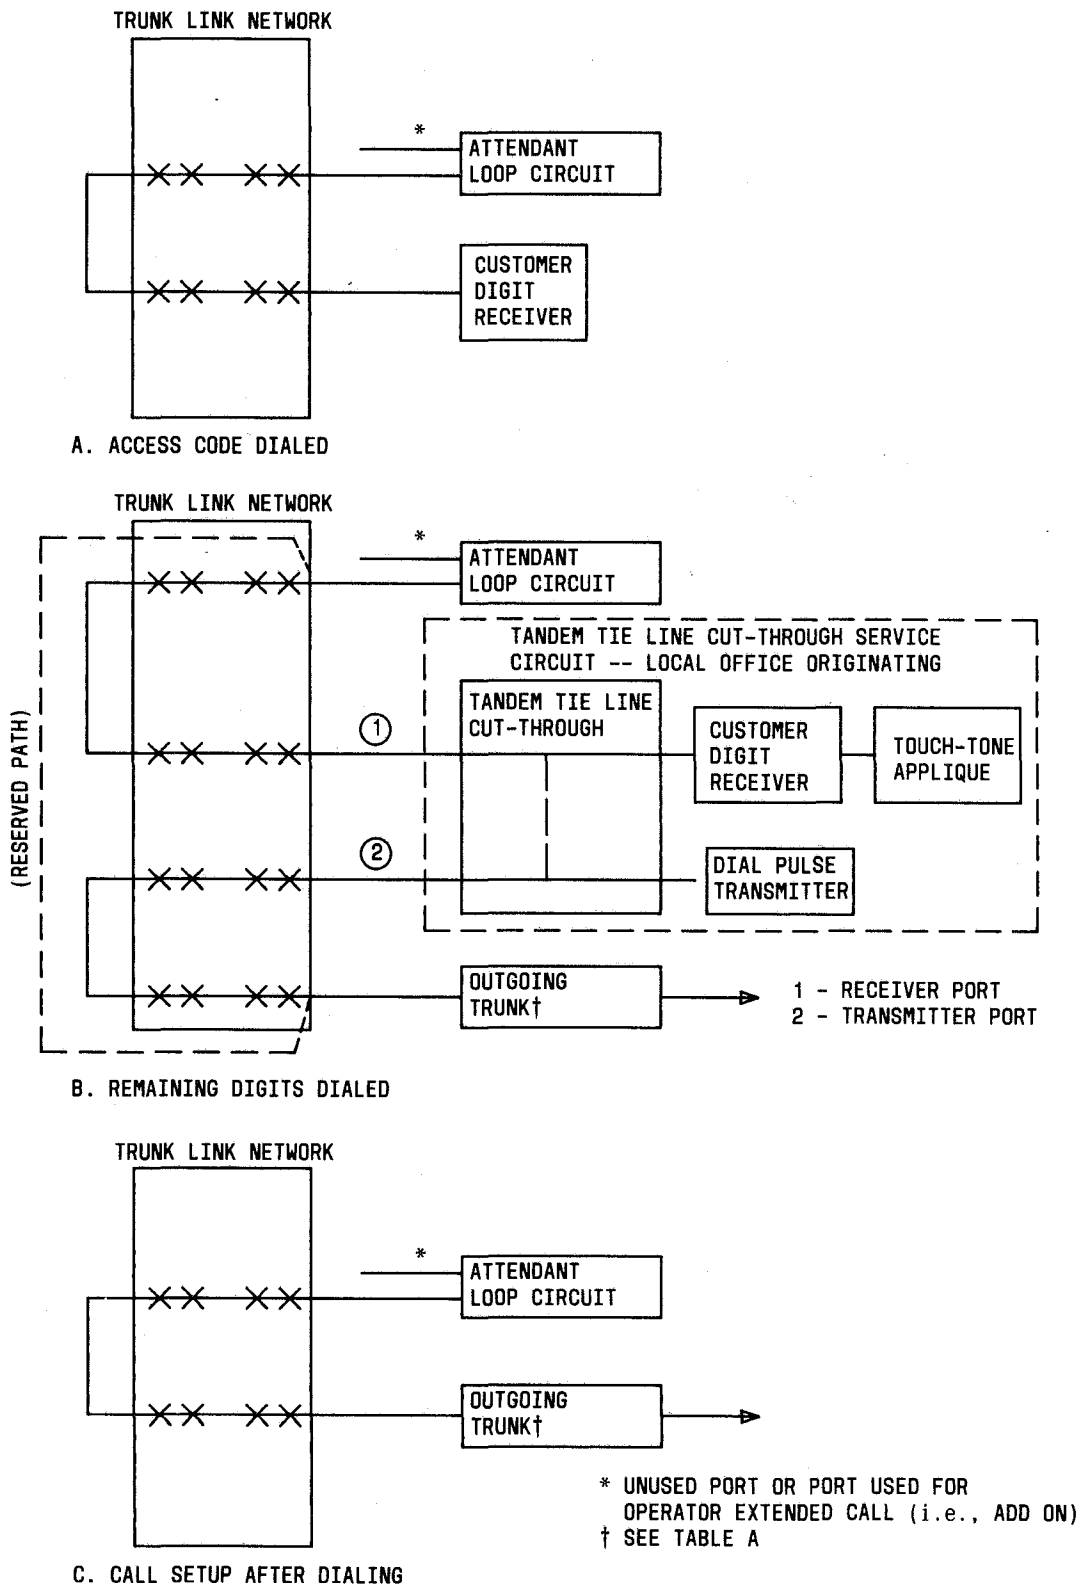 TRUNK LINK NETWORK
*
ATTENDANT
LOOP CIRCUIT
CUSTOMER
DIGIT
RECEIVER
A. ACCESS CODE DIALED
TRUNK LINK NETWORK
*
ATTENDANT
LOOP CIRCUIT
TANDEM TIE LINE CUT-THROUGH SERVICE
CIRCUIT -- LOCAL OFFICE ORIGINATING
TANDEM TIE LINE
CUT-THROUGH
1
CUSTOMER
DIGIT
RECEIVER
TOUCH-TONE
APPLIQUE
(RESERVED PATH)
2
DIAL PULSE
TRANSMITTER
OUTGOING
TRUNK†
1 - RECEIVER PORT
2 - TRANSMITTER PORT
B. REMAINING DIGITS DIALED
TRUNK LINK NETWORK
*
ATTENDANT
LOOP CIRCUIT
OUTGOING
TRUNK†
* UNUSED PORT OR PORT USED FOR
OPERATOR EXTENDED CALL (i.e., ADD ON)
† SEE TABLE A
C. CALL SETUP AFTER DIALING